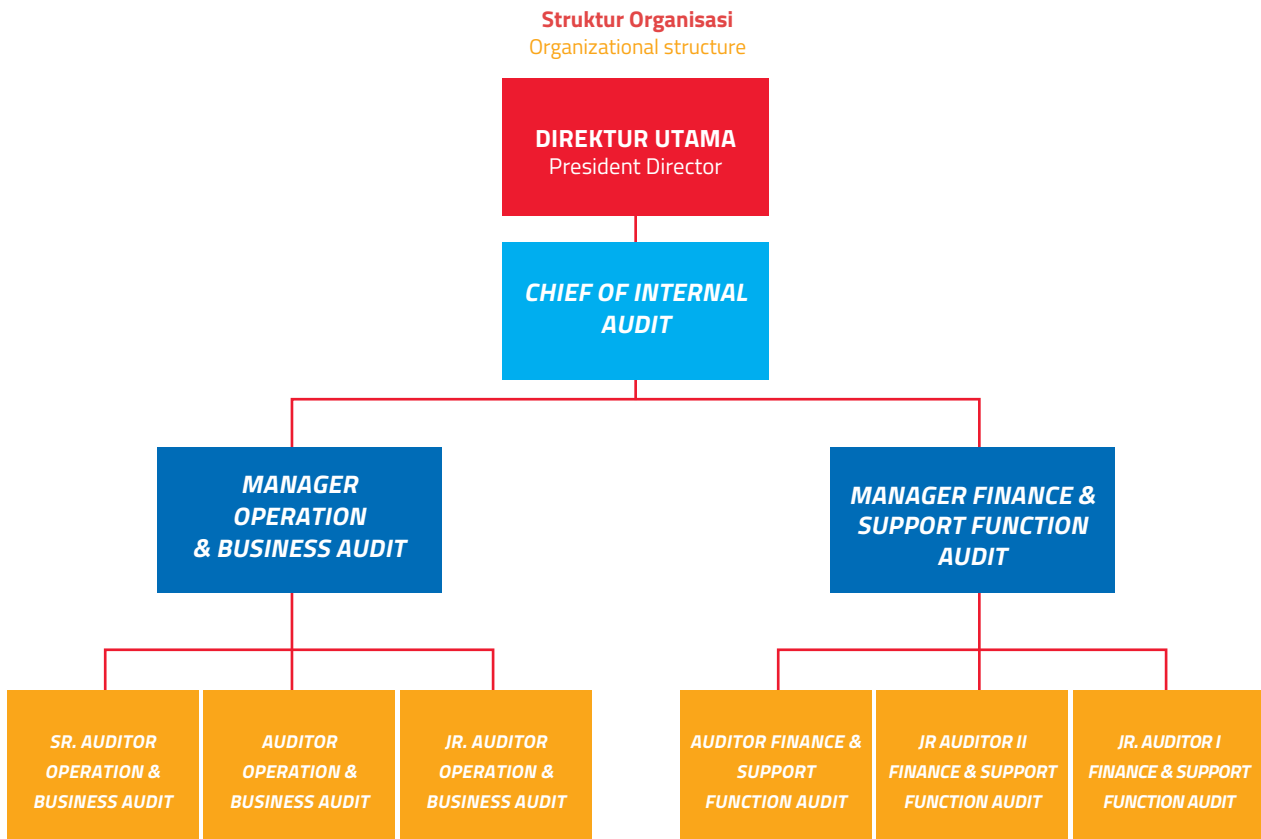 Struktur Organisasi
Organizational structure
DIREKTUR UTAMA
President Director
CHIEF OF INTERNAL
AUDIT
MANAGER
OPERATION
& BUSINESS AUDIT
MANAGER FINANCE &
SUPPORT FUNCTION
AUDIT
SR. AUDITOR
OPERATION &
BUSINESS AUDIT
AUDITOR
OPERATION &
BUSINESS AUDIT
JR. AUDITOR
OPERATION &
BUSINESS AUDIT
AUDITOR FINANCE &
SUPPORT
FUNCTION AUDIT
JR AUDITOR II
FINANCE & SUPPORT
FUNCTION AUDIT
JR. AUDITOR I
FINANCE & SUPPORT
FUNCTION AUDIT